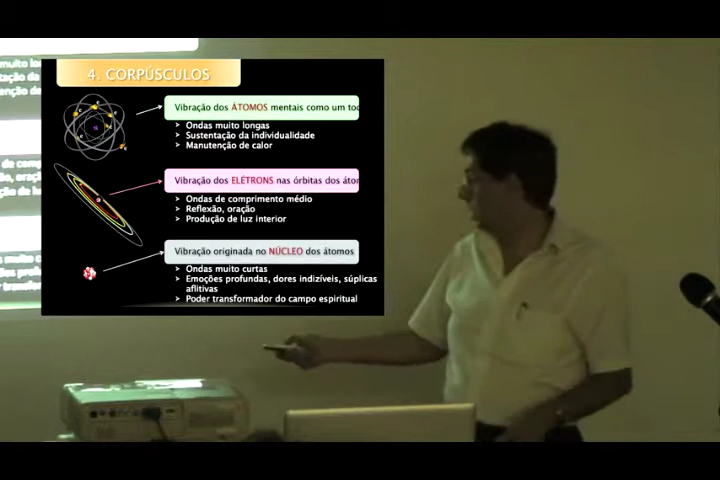 4. CORPÚSCULOS
Vibração dos ÁTOMOS mentais como um toc
➢ Ondas muito longas
➢ Sustentação da individualidade
➢ Manutenção de calor
Vibração dos ELÉTRONS nas órbitas dos áto
➢ Ondas de comprimento médio
➢ Reflexão, oração
➢ Produção de luz interior
Vibração originada no NÚCLEO dos átomos
➢ Ondas muito curtas
➢ Emoções profundas, dores indizíveis, súplicas
aflitivas
➢ Poder transformador do campo espiritual